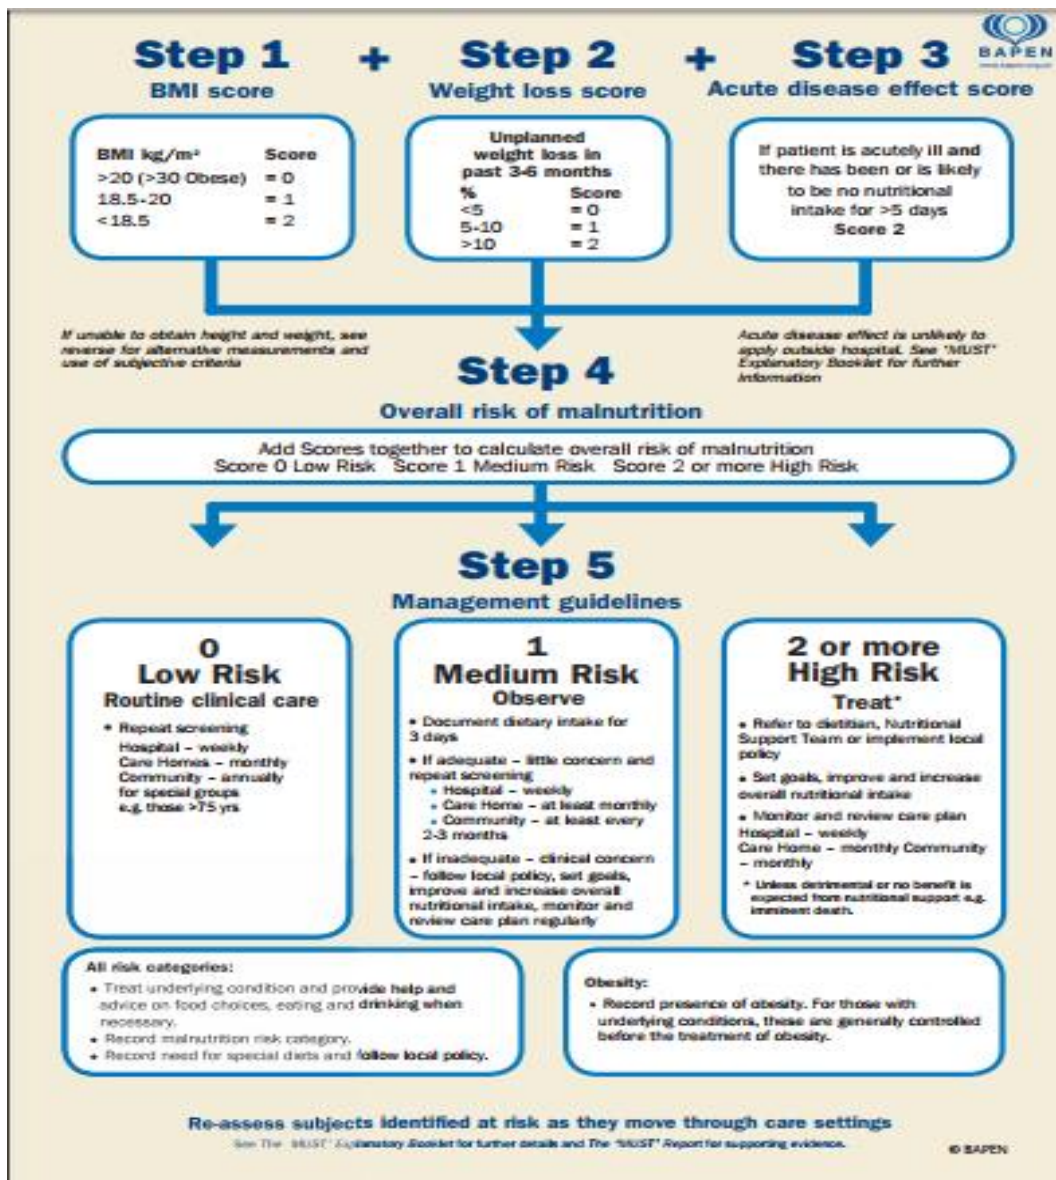 BAPEN
www.bapen.org.uk
Step 1 + Step 2 + Step 3
BMI score
Weight loss score
Acute disease effect score
BMI kg/m² Score
>20 (>30 Obese) = 0
18.5-20 = 1
<18.5 = 2
Unplanned
weight loss in
past 3-6 months
% Score
<5 = 0
5-10 = 1
>10 = 2
If patient is acutely ill and
there has been or is likely
to be no nutritional
intake for >5 days
Score 2
If unable to obtain height and weight, see
reverse for alternative measurements and
use of subjective criteria
Acute disease effect is unlikely to
apply outside hospital. See 'MUST'
Explanatory Booklet for further
information
Step 4
Overall risk of malnutrition
Add Scores together to calculate overall risk of malnutrition
Score 0 Low Risk Score 1 Medium Risk Score 2 or more High Risk
Step 5
Management guidelines
0
Low Risk
Routine clinical care
• Repeat screening
Hospital – weekly
Care Homes – monthly
Community – annually
for special groups
e.g. those >75 yrs
1
Medium Risk
Observe
• Document dietary intake for
3 days
• If adequate – little concern and
repeat screening
• Hospital – weekly
• Care Home – at least monthly
• Community – at least every
2-3 months
• If inadequate – clinical concern
– follow local policy, set goals,
improve and increase overall
nutritional intake, monitor and
review care plan regularly
2 or more
High Risk
Treat*
• Refer to dietitian, Nutritional
Support Team or implement local
policy
• Set goals, improve and increase
overall nutritional intake
• Monitor and review care plan
Hospital – weekly
Care Home – monthly Community
– monthly
* Unless detrimental or no benefit is
expected from nutritional support e.g.
imminent death.
All risk categories:
• Treat underlying condition and provide help and
advice on food choices, eating and drinking when
necessary.
• Record malnutrition risk category.
• Record need for special diets and follow local policy.
Obesity:
• Record presence of obesity. For those with
underlying conditions, these are generally controlled
before the treatment of obesity.
Re-assess subjects identified at risk as they move through care settings
See The 'MUST' Explanatory Booklet for further details and The 'MUST' Report for supporting evidence.
© BAPEN